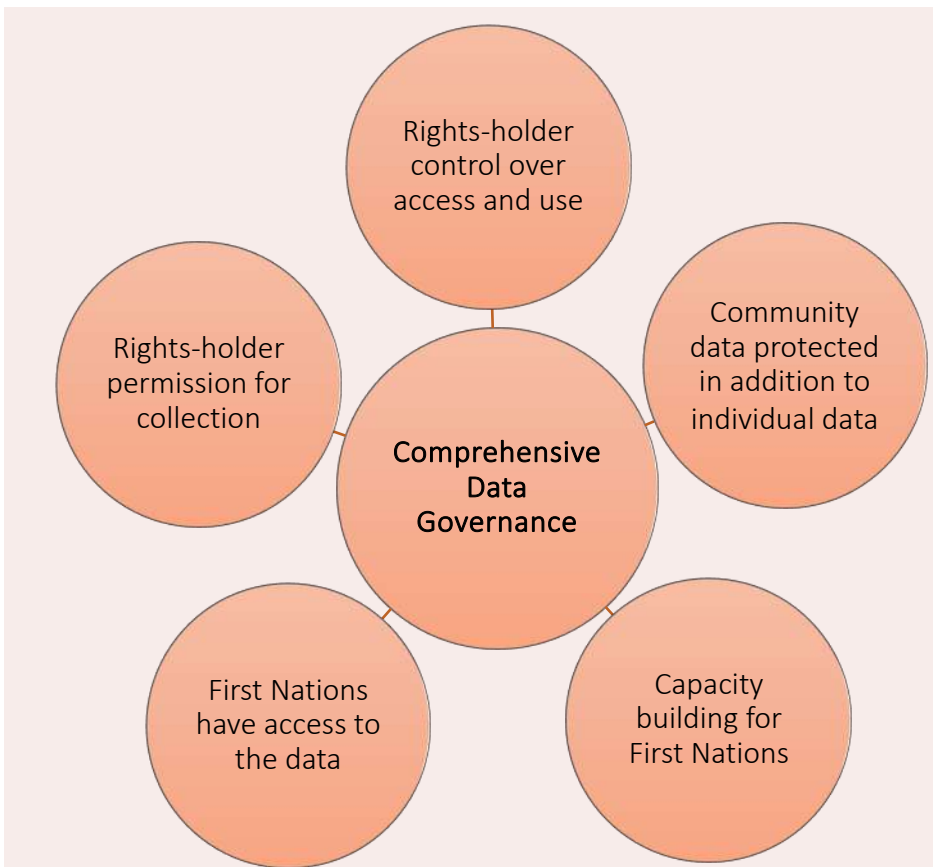 Rights-holder
control over
access and use
Community
data protected
in addition to
individual data
Rights-holder
permission for
collection
Comprehensive
Data
Governance
First Nations
have access to
the data
Capacity
building for
First Nations